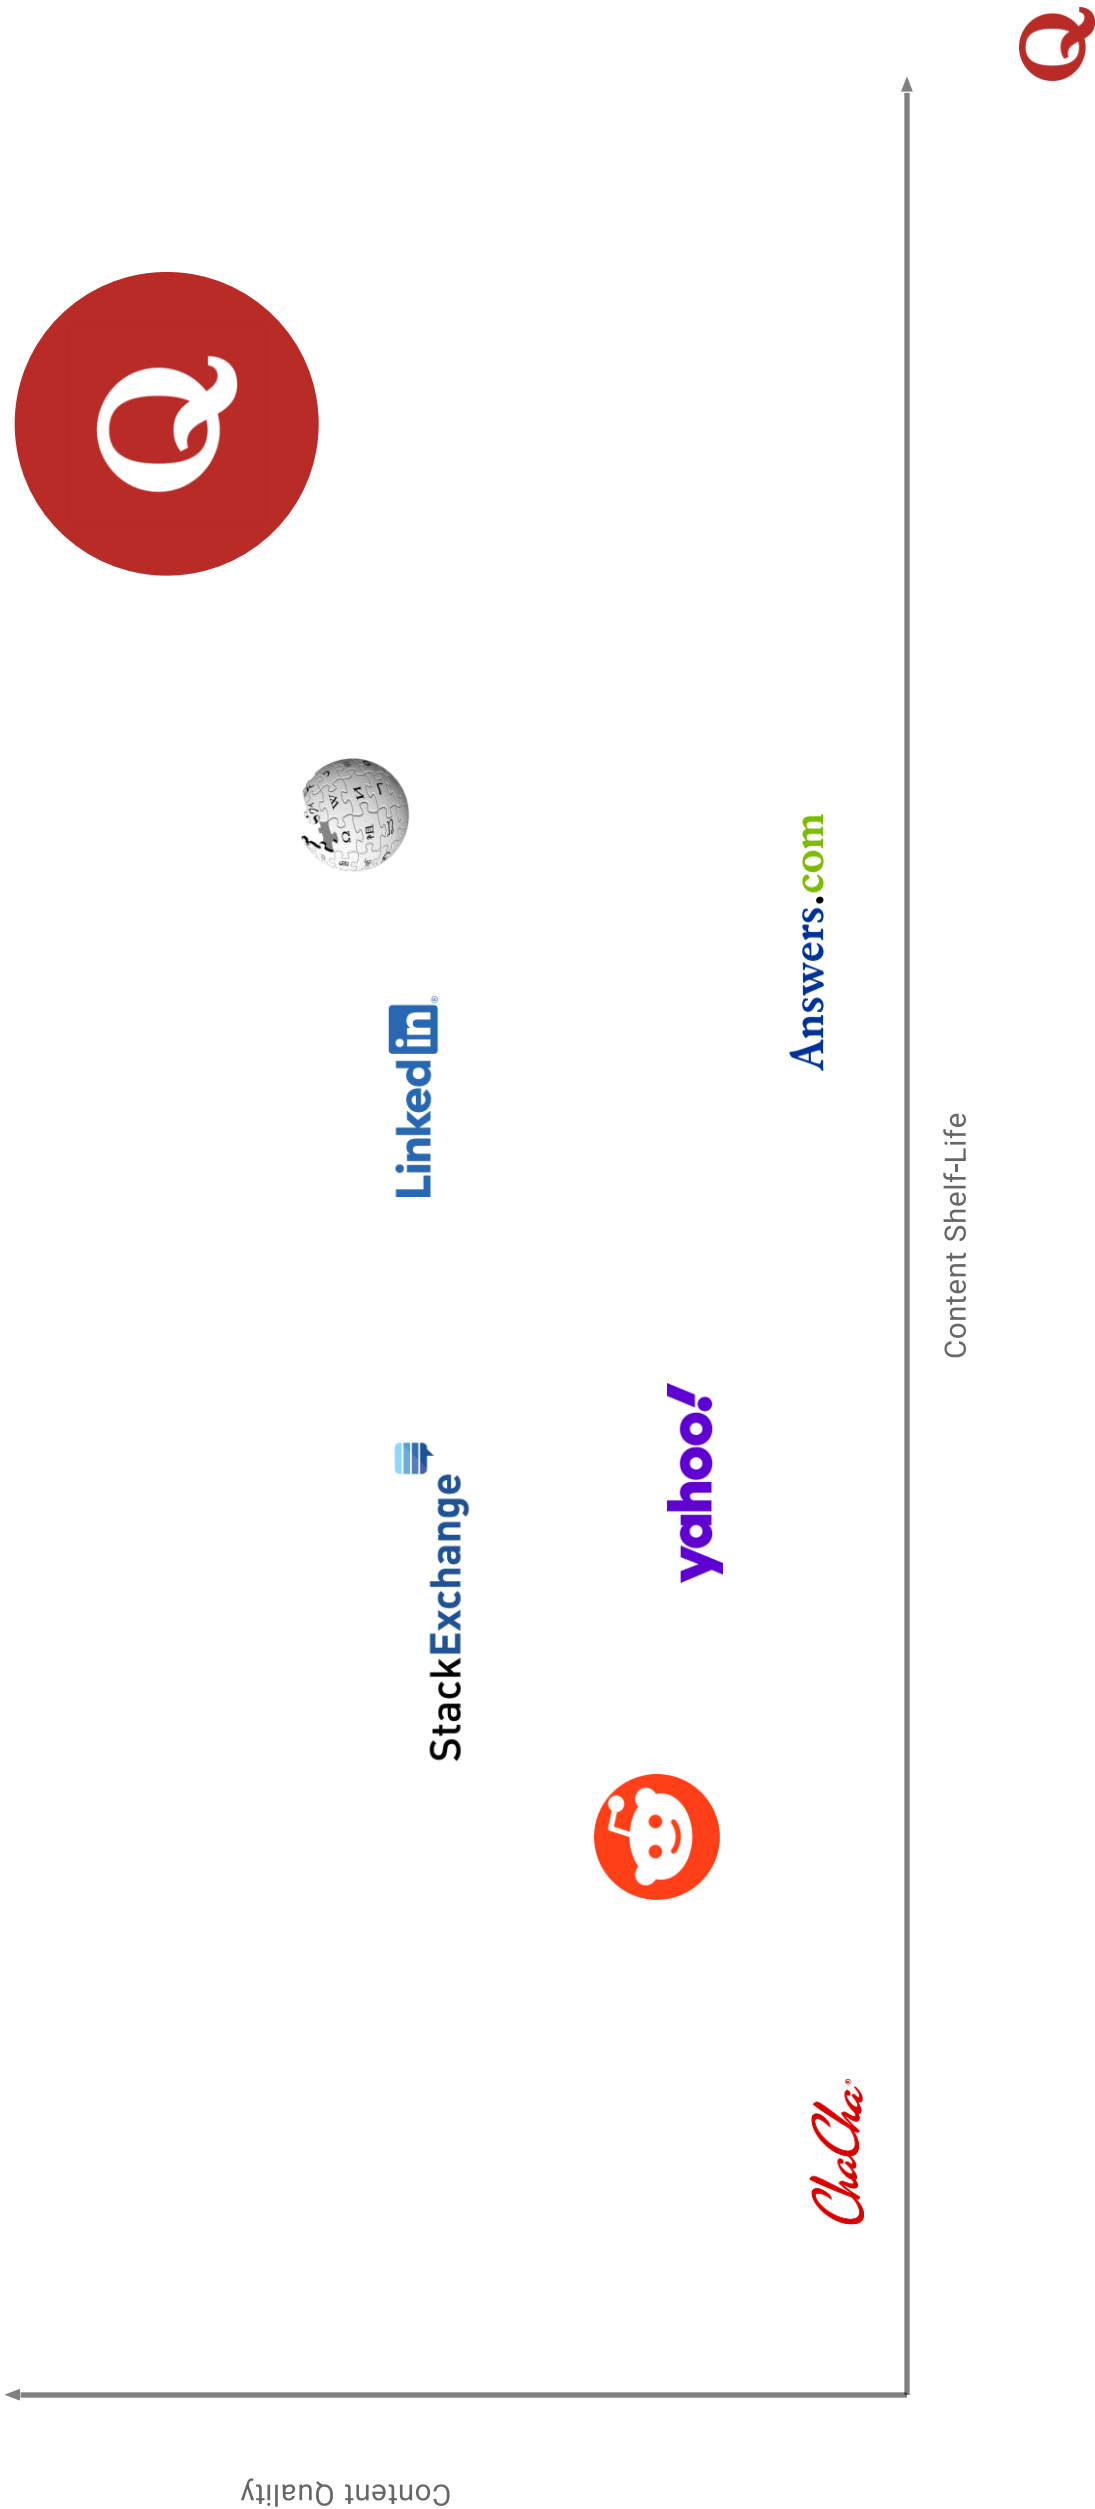 Q
Q
Linkedin®
Answers.com
StackExchange
yahoo!
ChaCha®
Content Shelf-Life
Content Quality